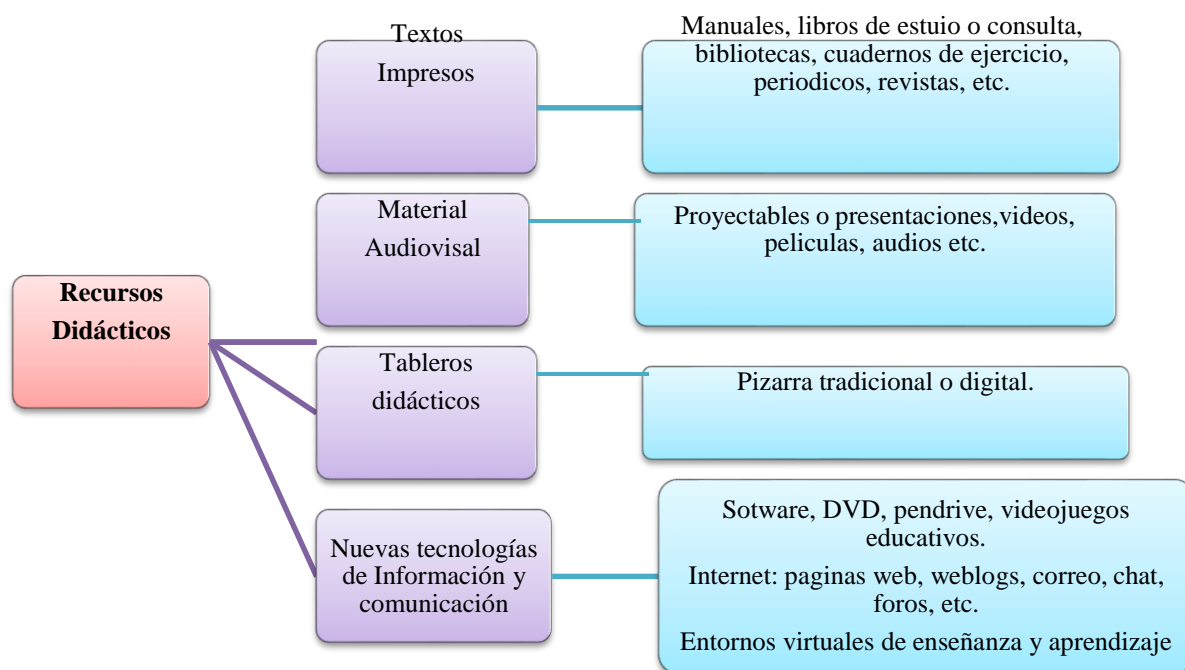 Textos
Impresos
Manuales, libros de estuio o consulta,
bibliotecas, cuadernos de ejercicio,
periodicos, revistas, etc.
Material
Audiovisal
Proyectables o presentaciones,videos,
peliculas, audios etc.
Recursos
Didácticos
Tableros
didácticos
Pizarra tradicional o digital.
Nuevas tecnologías
de Información y
comunicación
Sotware, DVD, pendrive, videojuegos
educativos.
Internet: paginas web, weblogs, correo, chat,
foros, etc.
Entornos virtuales de enseñanza y aprendizaje